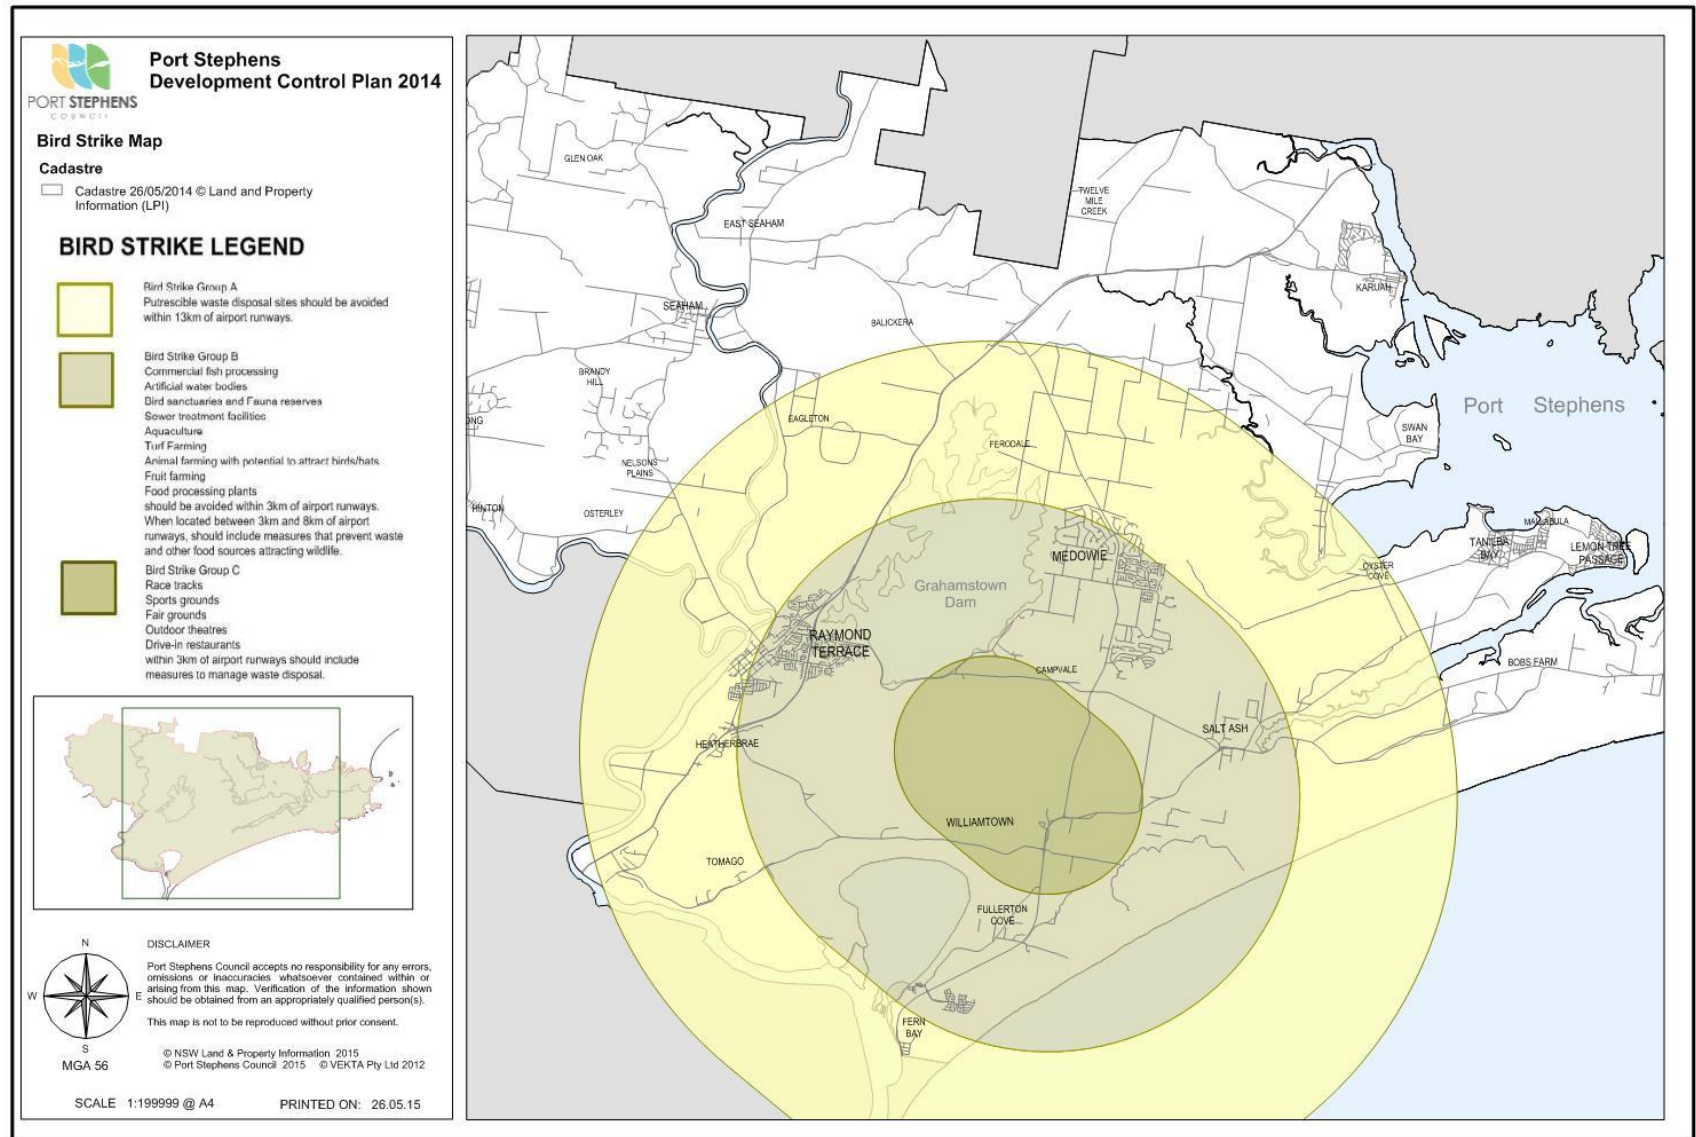 PORT STEPHENS
COUNCIL
Port Stephens
Development Control Plan 2014
Bird Strike Map
Cadastre
Cadastre 26/05/2014 © Land and Property
Information (LPI)
BIRD STRIKE LEGEND
Bird Strike Group A
Putrescible waste disposal sites should be avoided
within 13km of airport runways.
Bird Strike Group B
Commercial fish processing
Artificial water bodies
Bird sanctuaries and Fauna reserves
Sewer treatment facilities
Aquaculture
Turf Farming
Animal farming with potential to attract birds/bats
Fruit farming
Food processing plants
should be avoided within 3km of airport runways.
When located between 3km and 8km of airport
runways, should include measures that prevent waste
and other food sources attracting wildlife.
Bird Strike Group C
Race tracks
Sports grounds
Fair grounds
Outdoor theatres
Drive-in restaurants
within 3km of airport runways should include
measures to manage waste disposal.
N
W
E
S
MGA 56
DISCLAIMER
Port Stephens Council accepts no responsibility for any errors,
omissions or inaccuracies whatsoever contained within or
arising from this map. Verification of the information shown
should be obtained from an appropriately qualified person(s).
This map is not to be reproduced without prior consent.
© NSW Land & Property Information 2015
© Port Stephens Council 2015 © VEKTA Pty Ltd 2012
SCALE 1:199999 @ A4
PRINTED ON: 26.05.15
GLEN OAK
TWELVE
MILE
CREEK
EAST SEAHAM
KARUAH
SEAHAM
BALICKERA
BRANDY
HILL
ONG
EAGLETON
Port Stephens
SWAN
BAY
FERODALE
NELSONS
PLAINS
HINTON
OSTERLEY
MALLABULA
TANILBA
BAY
LEMON TREE
PASSAGE
MEDOWIE
OYSTER
COVE
Grahamstown
Dam
RAYMOND
TERRACE
CAMPVALE
BOBS FARM
SALT ASH
HEATHERBRAE
WILLIAMTOWN
TOMAGO
FULLERTON
COVE
FERN
BAY